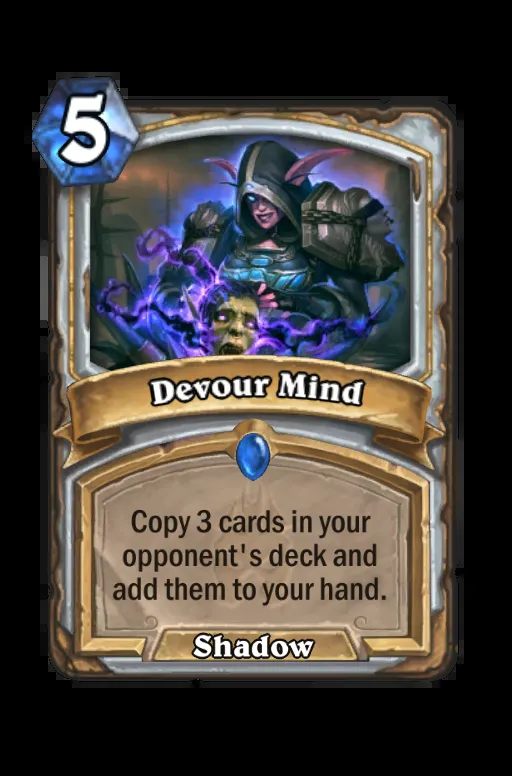 5
Devour Mind
Copy 3 cards in your
opponent's deck and
add them to your hand.
Shadow